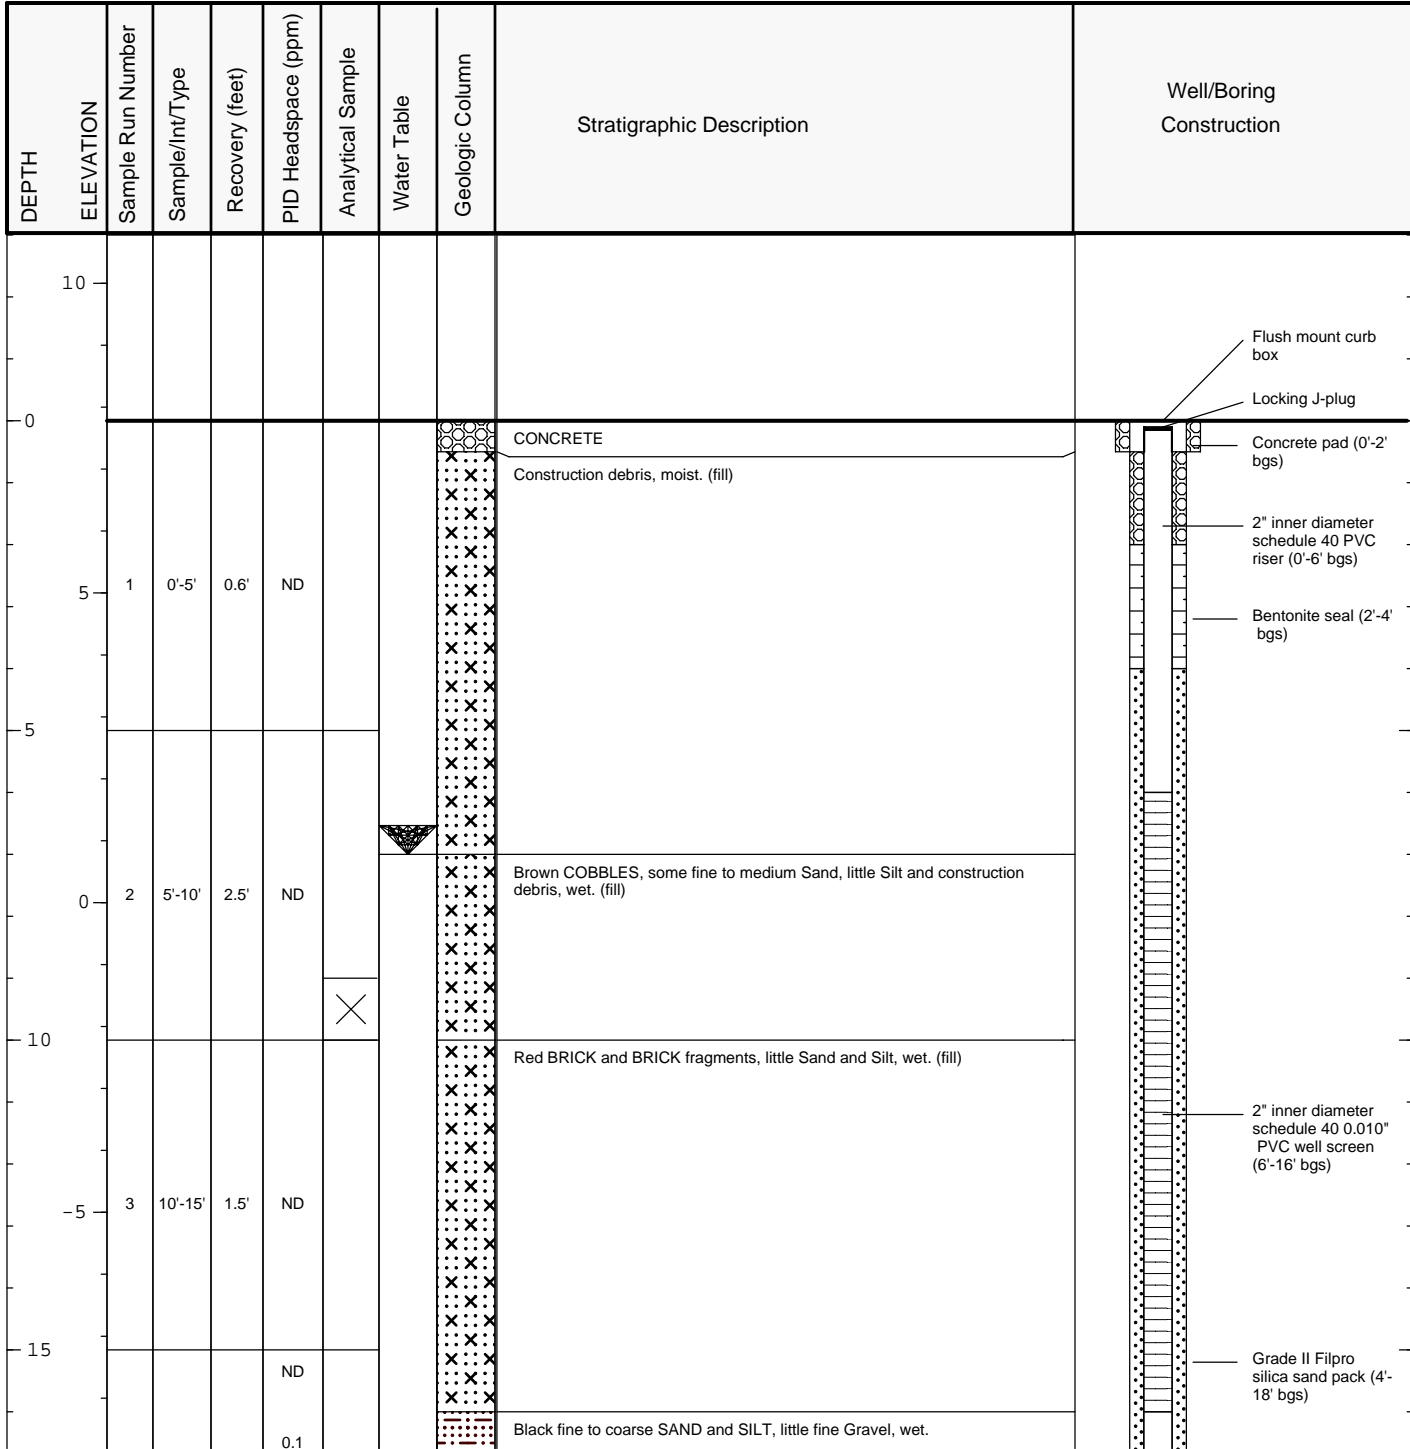 DEPTH
ELEVATION
Sample Run Number
Sample/Int/Type
Recovery (feet)
PID Headspace (ppm)
Analytical Sample
Water Table
Geologic Column
Stratigraphic Description
Well/Boring
Construction
10
Flush mount curb
box
Locking J-plug
0
CONCRETE
Concrete pad (0'-2'
bgs)
Construction debris, moist. (fill)
2" inner diameter
schedule 40 PVC
riser (0'-6' bgs)
5
1
0'-5'
0.6'
ND
Bentonite seal (2'-4'
bgs)
5
Brown COBBLES, some fine to medium Sand, little Silt and construction
debris, wet. (fill)
0
2
5'-10'
2.5'
ND
10
Red BRICK and BRICK fragments, little Sand and Silt, wet. (fill)
2" inner diameter
schedule 40 0.010"
PVC well screen
(6'-16' bgs)
-5
3
10'-15'
1.5'
ND
15
ND
Grade II Filpro
silica sand pack (4'-
18' bgs)
Black fine to coarse SAND and SILT, little fine Gravel, wet.
0.1